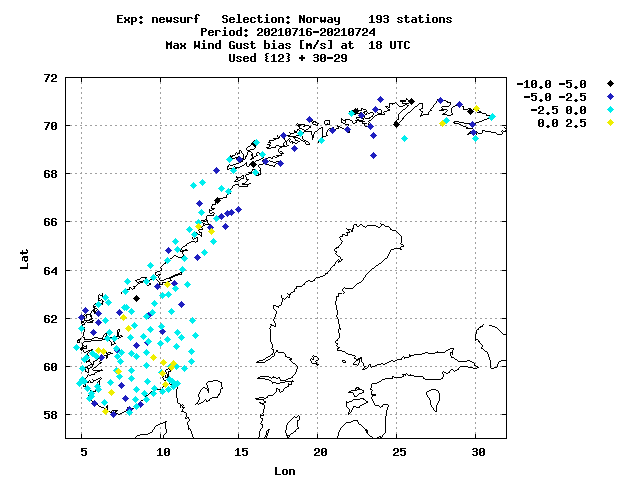 Exp: newsurf   Selection: Norway    193 stations
Period: 20210716-20210724
Max Wind Gust bias [m/s] at  18 UTC
Used {12} + 30-29
72
70
68
66
64
62
60
58
Lat
5 10 15 20 25 30
Lon
-10.0 -5.0
-5.0 -2.5
-2.5 0.0
0.0 2.5